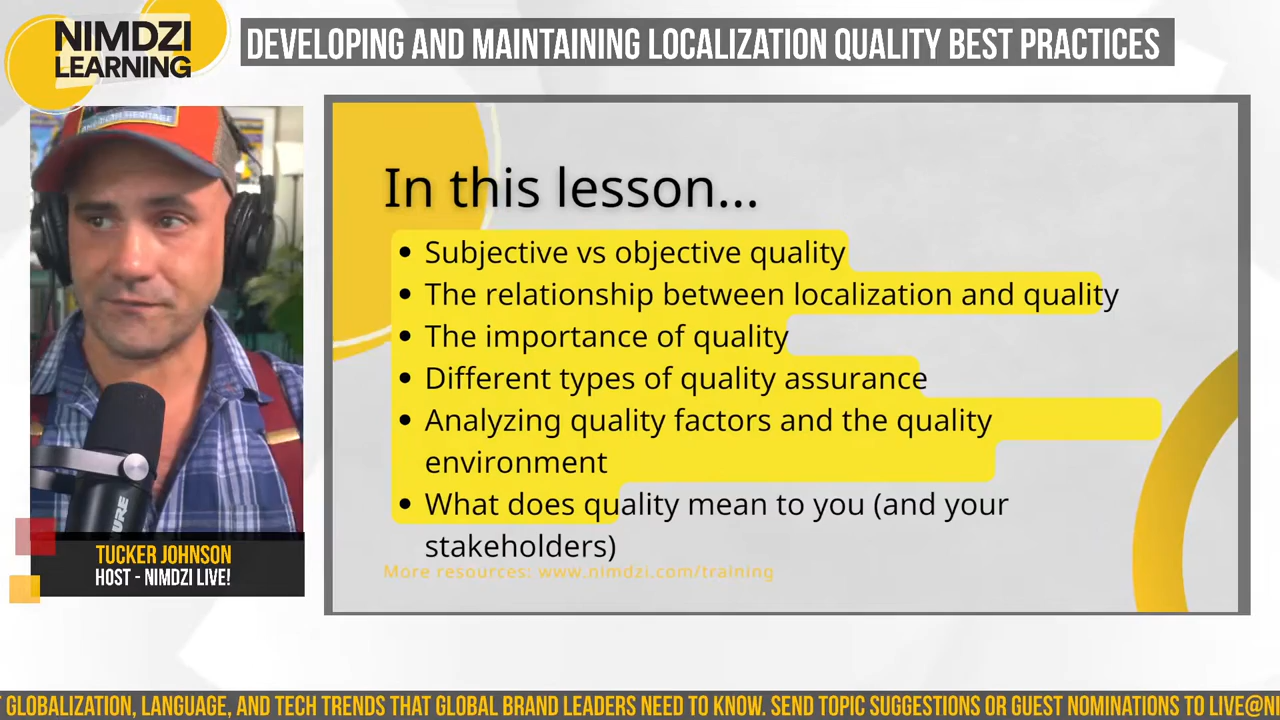 NIMDZI
LEARNING
DEVELOPING AND MAINTAINING LOCALIZATION QUALITY BEST PRACTICES
In this lesson...
• Subjective vs objective quality
• The relationship between localization and quality
• The importance of quality
• Different types of quality assurance
• Analyzing quality factors and the quality
environment
• What does quality mean to you (and your
stakeholders)
More resources: www.nimdzi.com/training
TUCKER JOHNSON
HOST - NIMDZI LIVE!
GLOBALIZATION, LANGUAGE, AND TECH TRENDS THAT GLOBAL BRAND LEADERS NEED TO KNOW. SEND TOPIC SUGGESTIONS OR GUEST NOMINATIONS TO